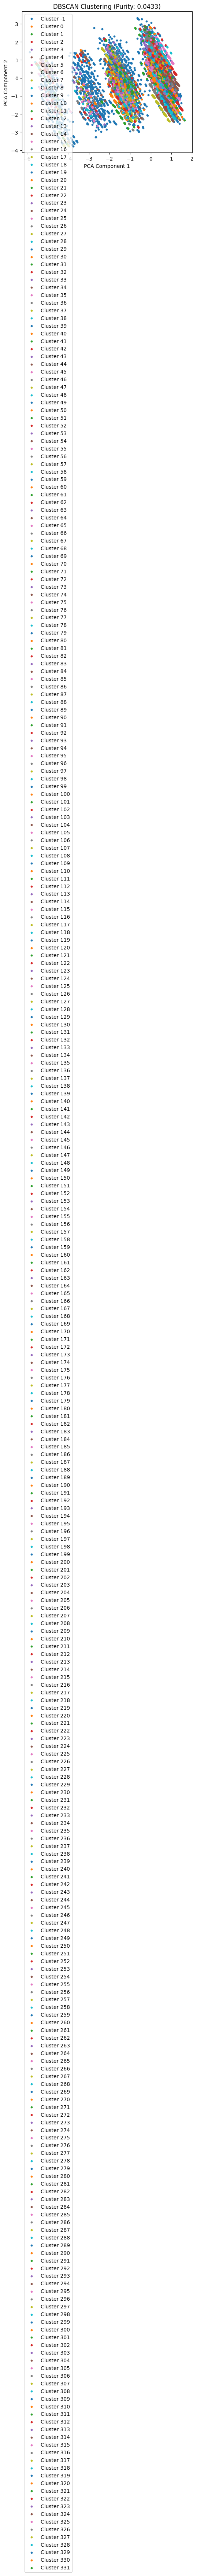 DBSCAN Clustering (Purity: 0.0433)
PCA Component 2
3
2
1
0
−1
−2
−3
−4
−3
−2
−1
0
1
2
PCA Component 1
Cluster -1
Cluster 0
Cluster 1
Cluster 2
Cluster 3
Cluster 4
Cluster 5
Cluster 6
Cluster 7
Cluster 8
Cluster 9
Cluster 10
Cluster 11
Cluster 12
Cluster 13
Cluster 14
Cluster 15
Cluster 16
Cluster 17
Cluster 18
Cluster 19
Cluster 20
Cluster 21
Cluster 22
Cluster 23
Cluster 24
Cluster 25
Cluster 26
Cluster 27
Cluster 28
Cluster 29
Cluster 30
Cluster 31
Cluster 32
Cluster 33
Cluster 34
Cluster 35
Cluster 36
Cluster 37
Cluster 38
Cluster 39
Cluster 40
Cluster 41
Cluster 42
Cluster 43
Cluster 44
Cluster 45
Cluster 46
Cluster 47
Cluster 48
Cluster 49
Cluster 50
Cluster 51
Cluster 52
Cluster 53
Cluster 54
Cluster 55
Cluster 56
Cluster 57
Cluster 58
Cluster 59
Cluster 60
Cluster 61
Cluster 62
Cluster 63
Cluster 64
Cluster 65
Cluster 66
Cluster 67
Cluster 68
Cluster 69
Cluster 70
Cluster 71
Cluster 72
Cluster 73
Cluster 74
Cluster 75
Cluster 76
Cluster 77
Cluster 78
Cluster 79
Cluster 80
Cluster 81
Cluster 82
Cluster 83
Cluster 84
Cluster 85
Cluster 86
Cluster 87
Cluster 88
Cluster 89
Cluster 90
Cluster 91
Cluster 92
Cluster 93
Cluster 94
Cluster 95
Cluster 96
Cluster 97
Cluster 98
Cluster 99
Cluster 100
Cluster 101
Cluster 102
Cluster 103
Cluster 104
Cluster 105
Cluster 106
Cluster 107
Cluster 108
Cluster 109
Cluster 110
Cluster 111
Cluster 112
Cluster 113
Cluster 114
Cluster 115
Cluster 116
Cluster 117
Cluster 118
Cluster 119
Cluster 120
Cluster 121
Cluster 122
Cluster 123
Cluster 124
Cluster 125
Cluster 126
Cluster 127
Cluster 128
Cluster 129
Cluster 130
Cluster 131
Cluster 132
Cluster 133
Cluster 134
Cluster 135
Cluster 136
Cluster 137
Cluster 138
Cluster 139
Cluster 140
Cluster 141
Cluster 142
Cluster 143
Cluster 144
Cluster 145
Cluster 146
Cluster 147
Cluster 148
Cluster 149
Cluster 150
Cluster 151
Cluster 152
Cluster 153
Cluster 154
Cluster 155
Cluster 156
Cluster 157
Cluster 158
Cluster 159
Cluster 160
Cluster 161
Cluster 162
Cluster 163
Cluster 164
Cluster 165
Cluster 166
Cluster 167
Cluster 168
Cluster 169
Cluster 170
Cluster 171
Cluster 172
Cluster 173
Cluster 174
Cluster 175
Cluster 176
Cluster 177
Cluster 178
Cluster 179
Cluster 180
Cluster 181
Cluster 182
Cluster 183
Cluster 184
Cluster 185
Cluster 186
Cluster 187
Cluster 188
Cluster 189
Cluster 190
Cluster 191
Cluster 192
Cluster 193
Cluster 194
Cluster 195
Cluster 196
Cluster 197
Cluster 198
Cluster 199
Cluster 200
Cluster 201
Cluster 202
Cluster 203
Cluster 204
Cluster 205
Cluster 206
Cluster 207
Cluster 208
Cluster 209
Cluster 210
Cluster 211
Cluster 212
Cluster 213
Cluster 214
Cluster 215
Cluster 216
Cluster 217
Cluster 218
Cluster 219
Cluster 220
Cluster 221
Cluster 222
Cluster 223
Cluster 224
Cluster 225
Cluster 226
Cluster 227
Cluster 228
Cluster 229
Cluster 230
Cluster 231
Cluster 232
Cluster 233
Cluster 234
Cluster 235
Cluster 236
Cluster 237
Cluster 238
Cluster 239
Cluster 240
Cluster 241
Cluster 242
Cluster 243
Cluster 244
Cluster 245
Cluster 246
Cluster 247
Cluster 248
Cluster 249
Cluster 250
Cluster 251
Cluster 252
Cluster 253
Cluster 254
Cluster 255
Cluster 256
Cluster 257
Cluster 258
Cluster 259
Cluster 260
Cluster 261
Cluster 262
Cluster 263
Cluster 264
Cluster 265
Cluster 266
Cluster 267
Cluster 268
Cluster 269
Cluster 270
Cluster 271
Cluster 272
Cluster 273
Cluster 274
Cluster 275
Cluster 276
Cluster 277
Cluster 278
Cluster 279
Cluster 280
Cluster 281
Cluster 282
Cluster 283
Cluster 284
Cluster 285
Cluster 286
Cluster 287
Cluster 288
Cluster 289
Cluster 290
Cluster 291
Cluster 292
Cluster 293
Cluster 294
Cluster 295
Cluster 296
Cluster 297
Cluster 298
Cluster 299
Cluster 300
Cluster 301
Cluster 302
Cluster 303
Cluster 304
Cluster 305
Cluster 306
Cluster 307
Cluster 308
Cluster 309
Cluster 310
Cluster 311
Cluster 312
Cluster 313
Cluster 314
Cluster 315
Cluster 316
Cluster 317
Cluster 318
Cluster 319
Cluster 320
Cluster 321
Cluster 322
Cluster 323
Cluster 324
Cluster 325
Cluster 326
Cluster 327
Cluster 328
Cluster 329
Cluster 330
Cluster 331